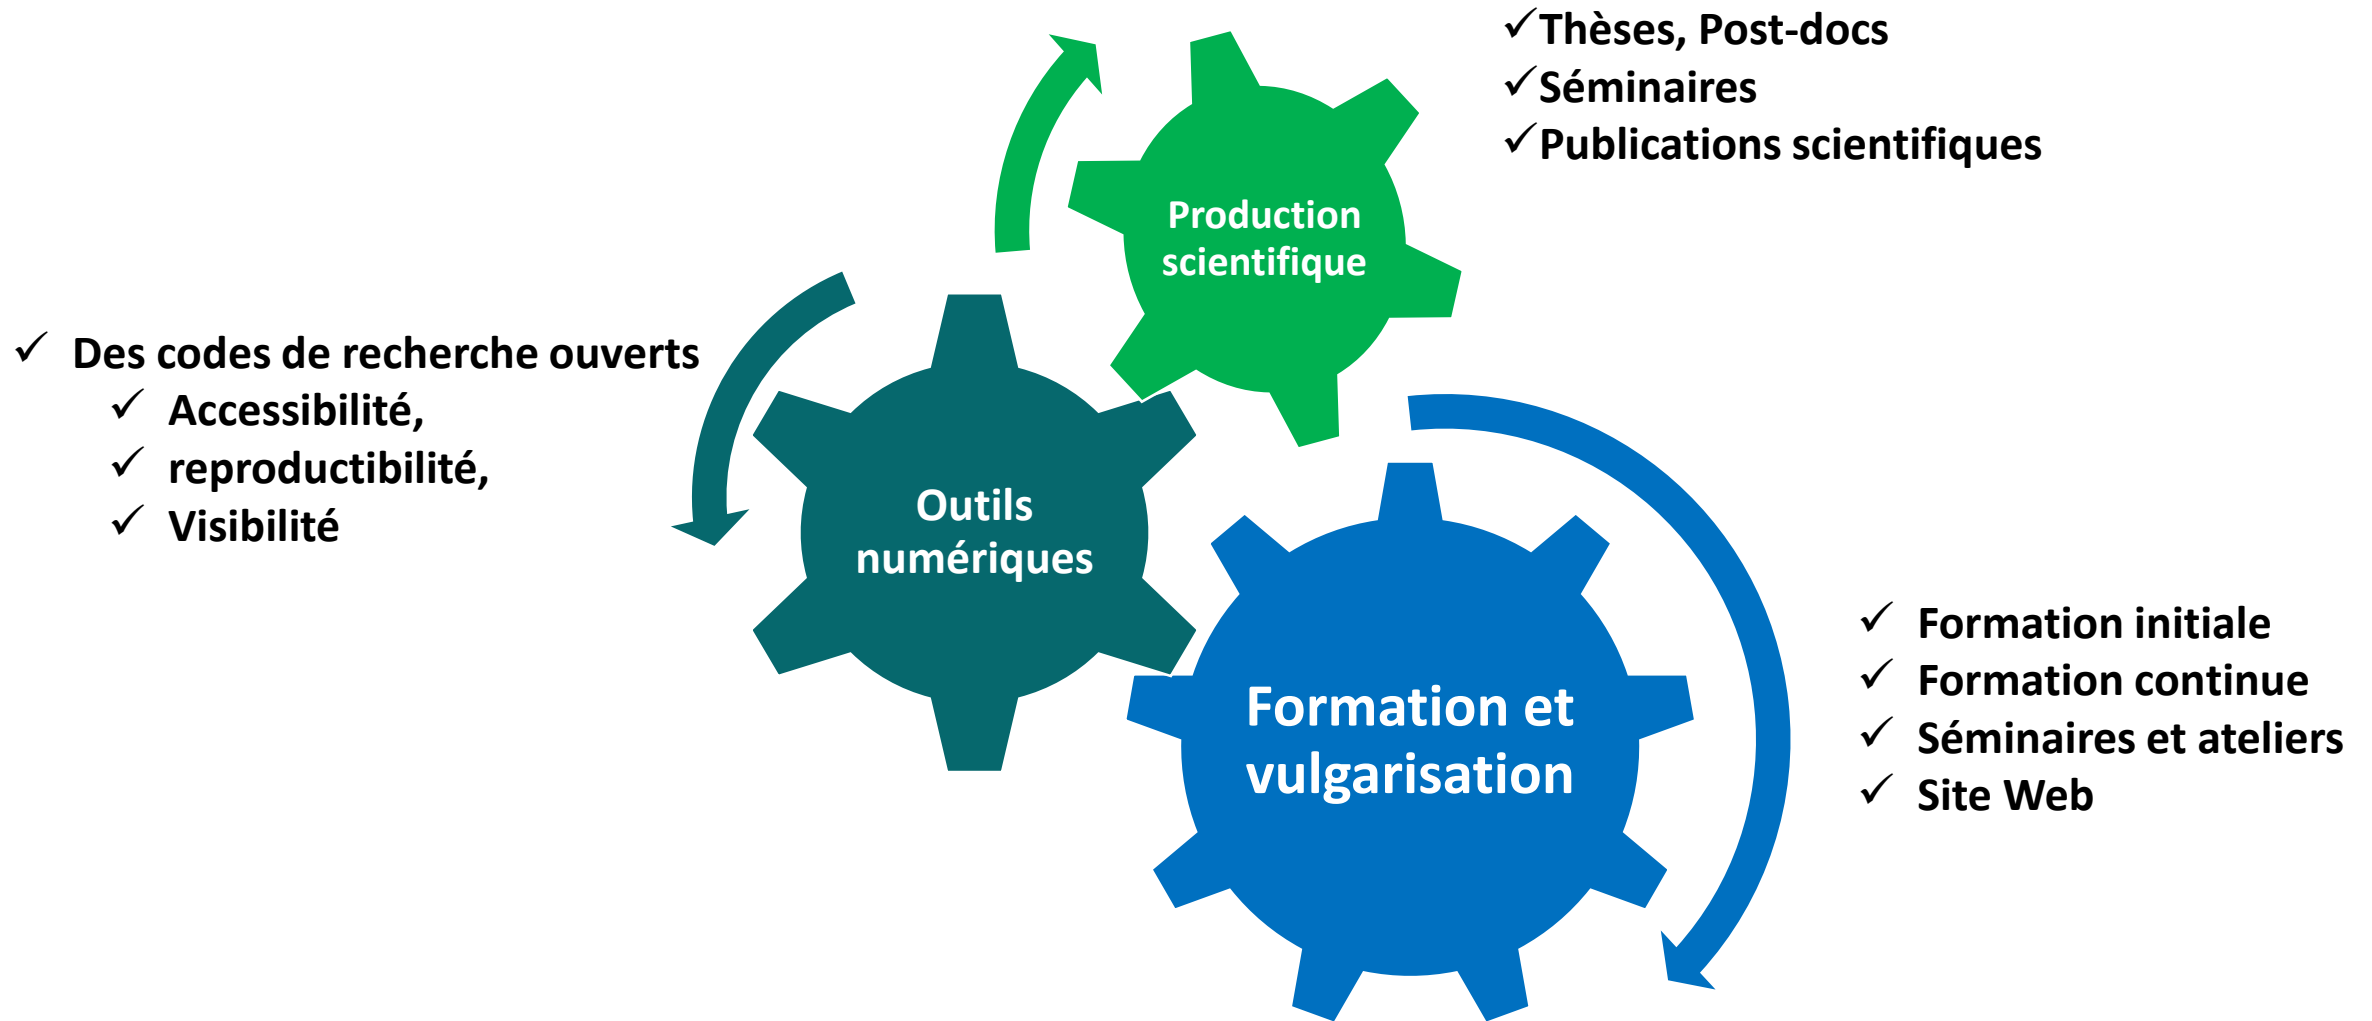 ✓Thèses, Post-docs
✓Séminaires
✓Publications scientifiques
Production
scientifique
✓ Des codes de recherche ouverts
✓ Accessibilité,
✓ reproductibilité,
✓ Visibilité
Outils
numériques
Formation et
vulgarisation
✓ Formation initiale
✓ Formation continue
✓ Séminaires et ateliers
✓ Site Web